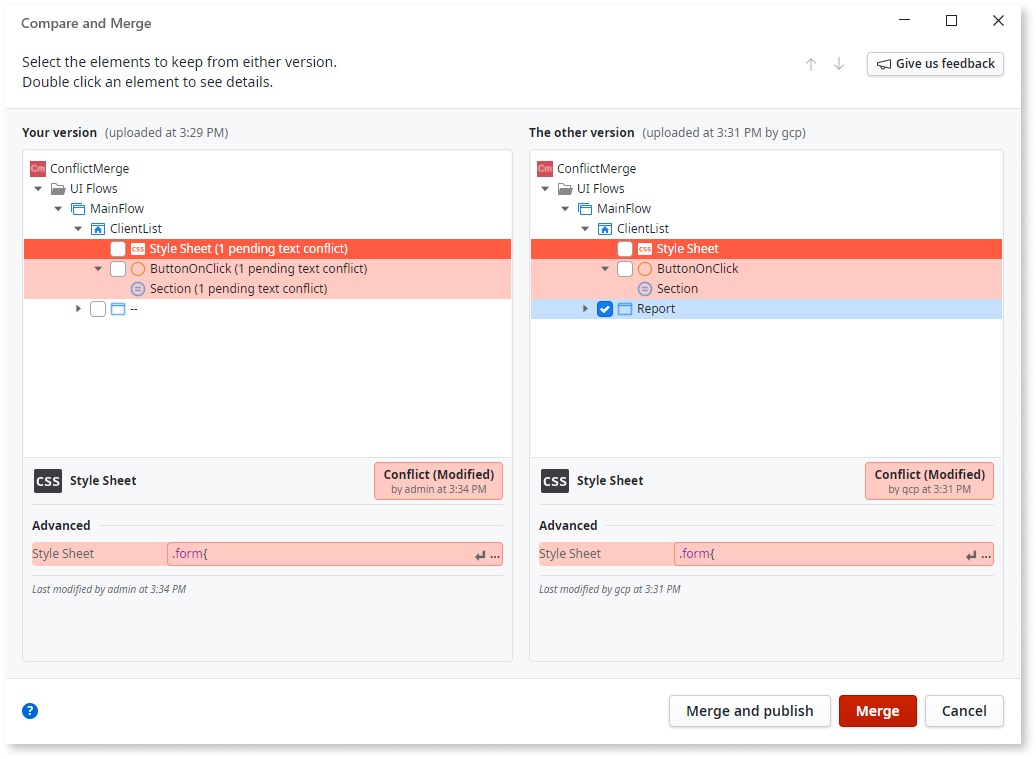 Compare and Merge
Select the elements to keep from either version.
Double click an element to see details.
Give us feedback
Your version (uploaded at 3:29 PM)
Cm ConflictMerge
UI Flows
MainFlow
ClientList
CSS Style Sheet (1 pending text conflict)
ButtonOnClick (1 pending text conflict)
Section (1 pending text conflict)
--
CSS Style Sheet
Conflict (Modified)
by admin at 3:34 PM
Advanced
Style Sheet .form{ ...
Last modified by admin at 3:34 PM
The other version (uploaded at 3:31 PM by gcp)
Cm ConflictMerge
UI Flows
MainFlow
ClientList
CSS Style Sheet
ButtonOnClick
Section
Report
CSS Style Sheet
Conflict (Modified)
by gcp at 3:31 PM
Advanced
Style Sheet .form{ ...
Last modified by gcp at 3:31 PM
?
Merge and publish
Merge
Cancel